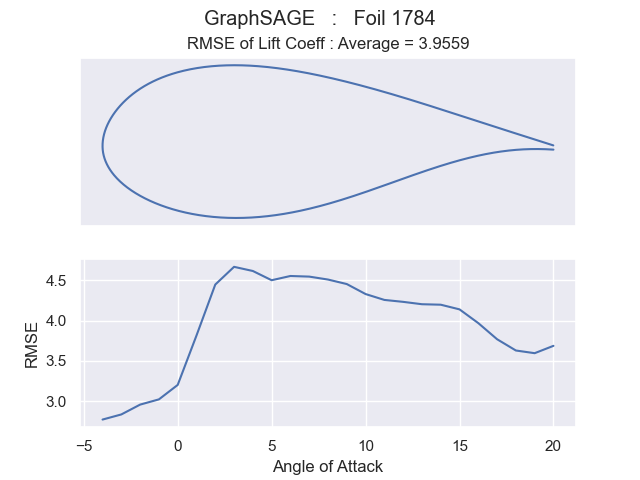 GraphSAGE   :   Foil 1784
RMSE of Lift Coeff : Average = 3.9559
4.5
4.0
3.5
3.0
RMSE
−5 0 5 10 15 20
Angle of Attack